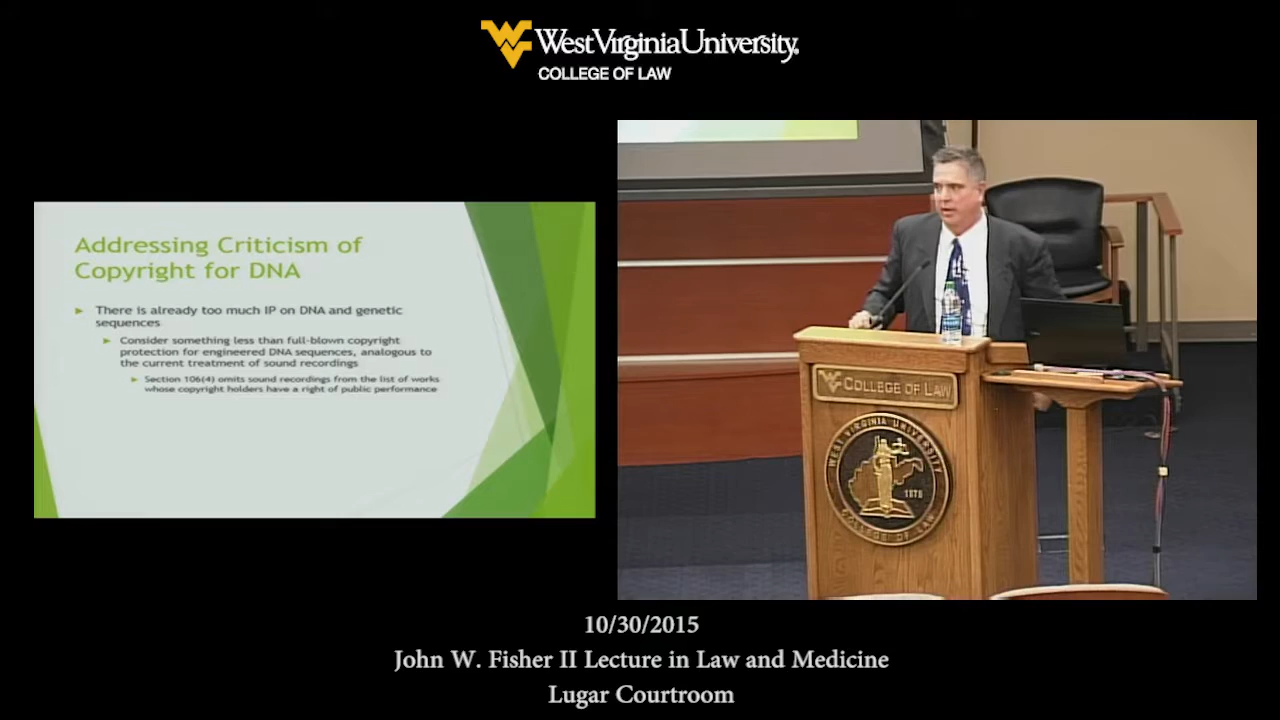 WestVirginiaUniversity.
COLLEGE OF LAW
Addressing Criticism of
Copyright for DNA
There is already too much IP on DNA and genetic
sequences
Consider something less than full-blown copyright
protection for engineered DNA sequences, analogous to
the current treatment of sound recordings
Section 106(4) omits sound recordings from the list of works
whose copyright holders have a right of public performance
COLLEGE OF LAW
WEST VIRGINIA UNIVERSITY
1878
COLLEGE OF LAW
10/30/2015
John W. Fisher II Lecture in Law and Medicine
Lugar Courtroom